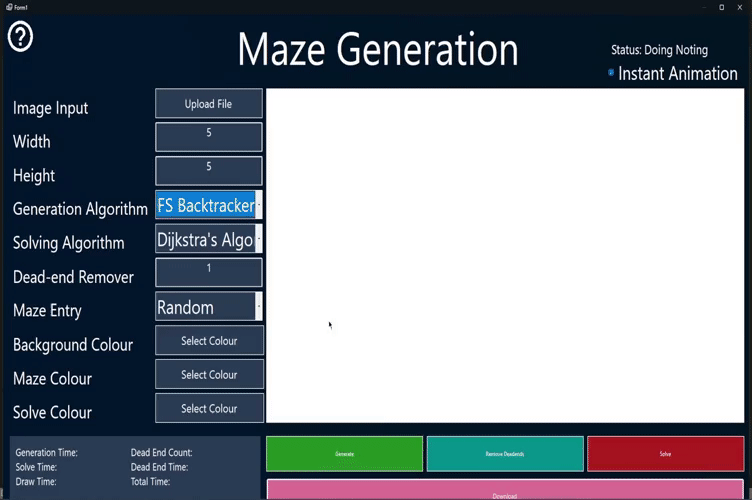 Form1
?
Maze Generation
Status: Doing Noting
Instant Animation
Image Input
Upload File
Width
5
Height
5
Generation Algorithm
FS Backtracker
Solving Algorithm
Dijkstra's Algo
Dead-end Remover
1
Maze Entry
Random
Background Colour
Select Colour
Maze Colour
Select Colour
Solve Colour
Select Colour
Generation Time:
Dead End Count:
Solve Time:
Dead End Time:
Draw Time:
Total Time:
Generate
Remove Deadends
Solve
Download